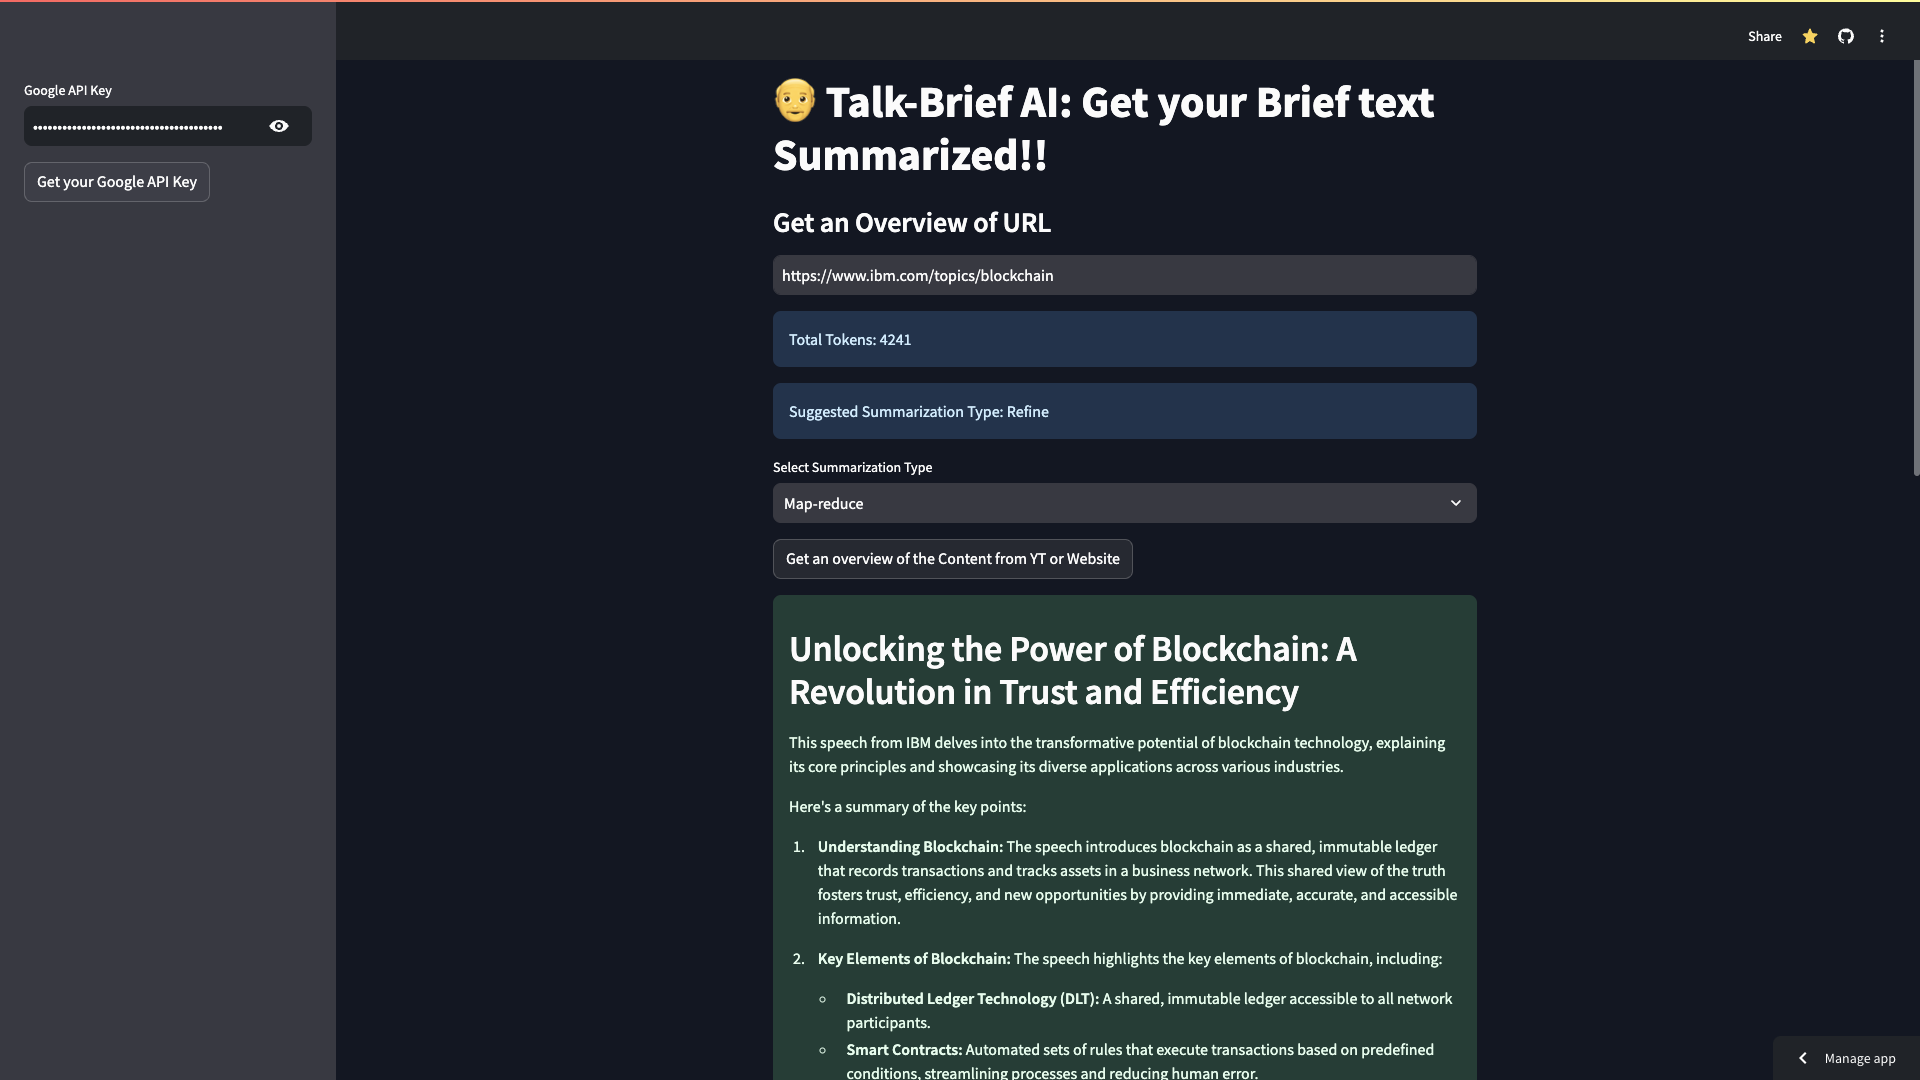 Share
Google API Key
••••••••••••••••••••••••••••••••••••••
Get your Google API Key
👴 Talk-Brief AI: Get your Brief text
Summarized!!
Get an Overview of URL
https://www.ibm.com/topics/blockchain
Total Tokens: 4241
Suggested Summarization Type: Refine
Select Summarization Type
Map-reduce
Get an overview of the Content from YT or Website
Unlocking the Power of Blockchain: A
Revolution in Trust and Efficiency
This speech from IBM delves into the transformative potential of blockchain technology, explaining
its core principles and showcasing its diverse applications across various industries.
Here's a summary of the key points:
1. Understanding Blockchain: The speech introduces blockchain as a shared, immutable ledger
that records transactions and tracks assets in a business network. This shared view of the truth
fosters trust, efficiency, and new opportunities by providing immediate, accurate, and accessible
information.
2. Key Elements of Blockchain: The speech highlights the key elements of blockchain, including:
◦ Distributed Ledger Technology (DLT): A shared, immutable ledger accessible to all network
participants.
◦ Smart Contracts: Automated sets of rules that execute transactions based on predefined
conditions, streamlining processes and reducing human error.
Manage app